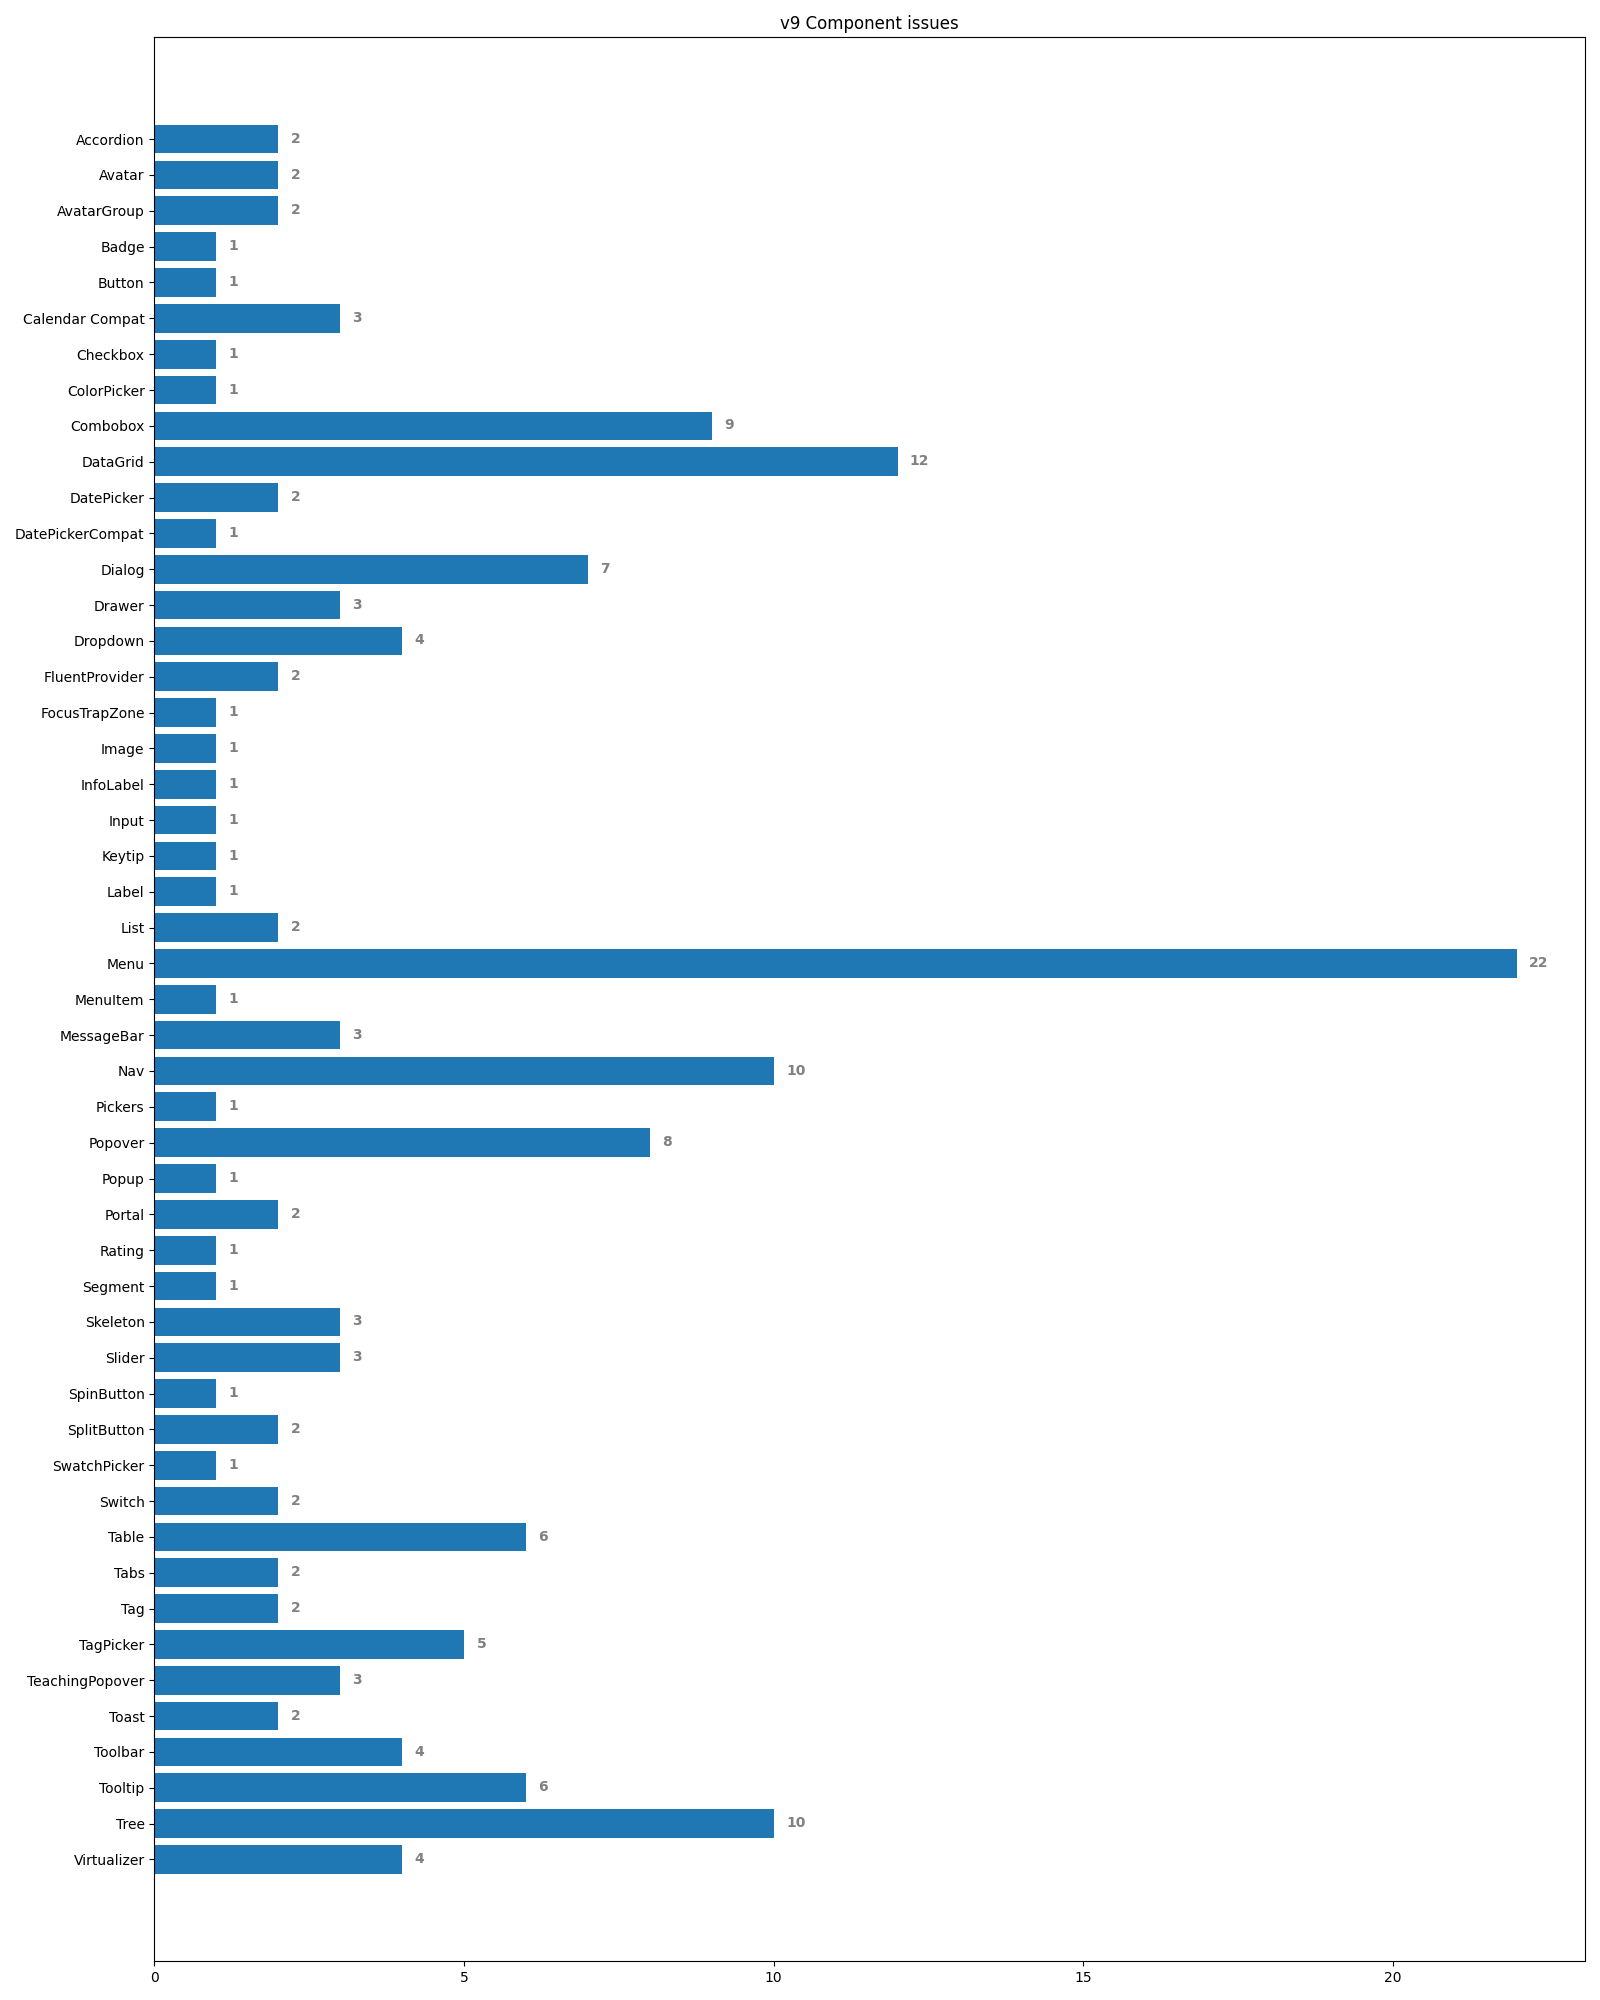 v9 Component issues
Accordion 2
Avatar 2
AvatarGroup 2
Badge 1
Button 1
Calendar Compat 3
Checkbox 1
ColorPicker 1
Combobox 9
DataGrid 12
DatePicker 2
DatePickerCompat 1
Dialog 7
Drawer 3
Dropdown 4
FluentProvider 2
FocusTrapZone 1
Image 1
InfoLabel 1
Input 1
Keytip 1
Label 1
List 2
Menu 22
MenuItem 1
MessageBar 3
Nav 10
Pickers 1
Popover 8
Popup 1
Portal 2
Rating 1
Segment 1
Skeleton 3
Slider 3
SpinButton 1
SplitButton 2
SwatchPicker 1
Switch 2
Table 6
Tabs 2
Tag 2
TagPicker 5
TeachingPopover 3
Toast 2
Toolbar 4
Tooltip 6
Tree 10
Virtualizer 4
0 5 10 15 20